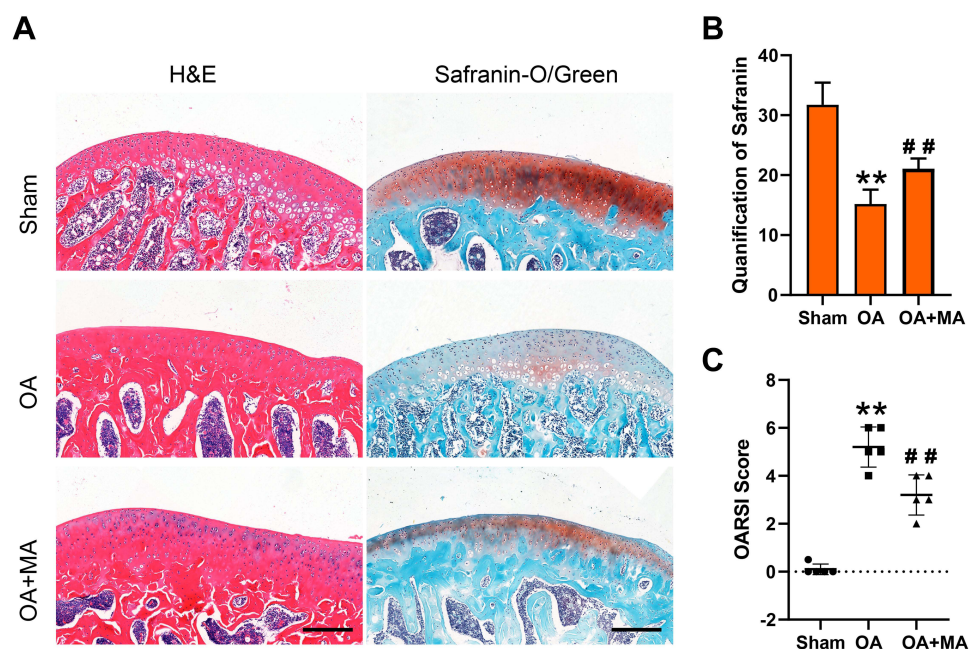 A
H&E
Safranin-O/Green
Sham
OA
OA+MA
B
Quanification of Safranin
40
30
20
10
0
**
##
Sham
OA
OA+MA
C
OARSI Score
8
6
4
2
0
-2
**
##
Sham
OA
OA+MA